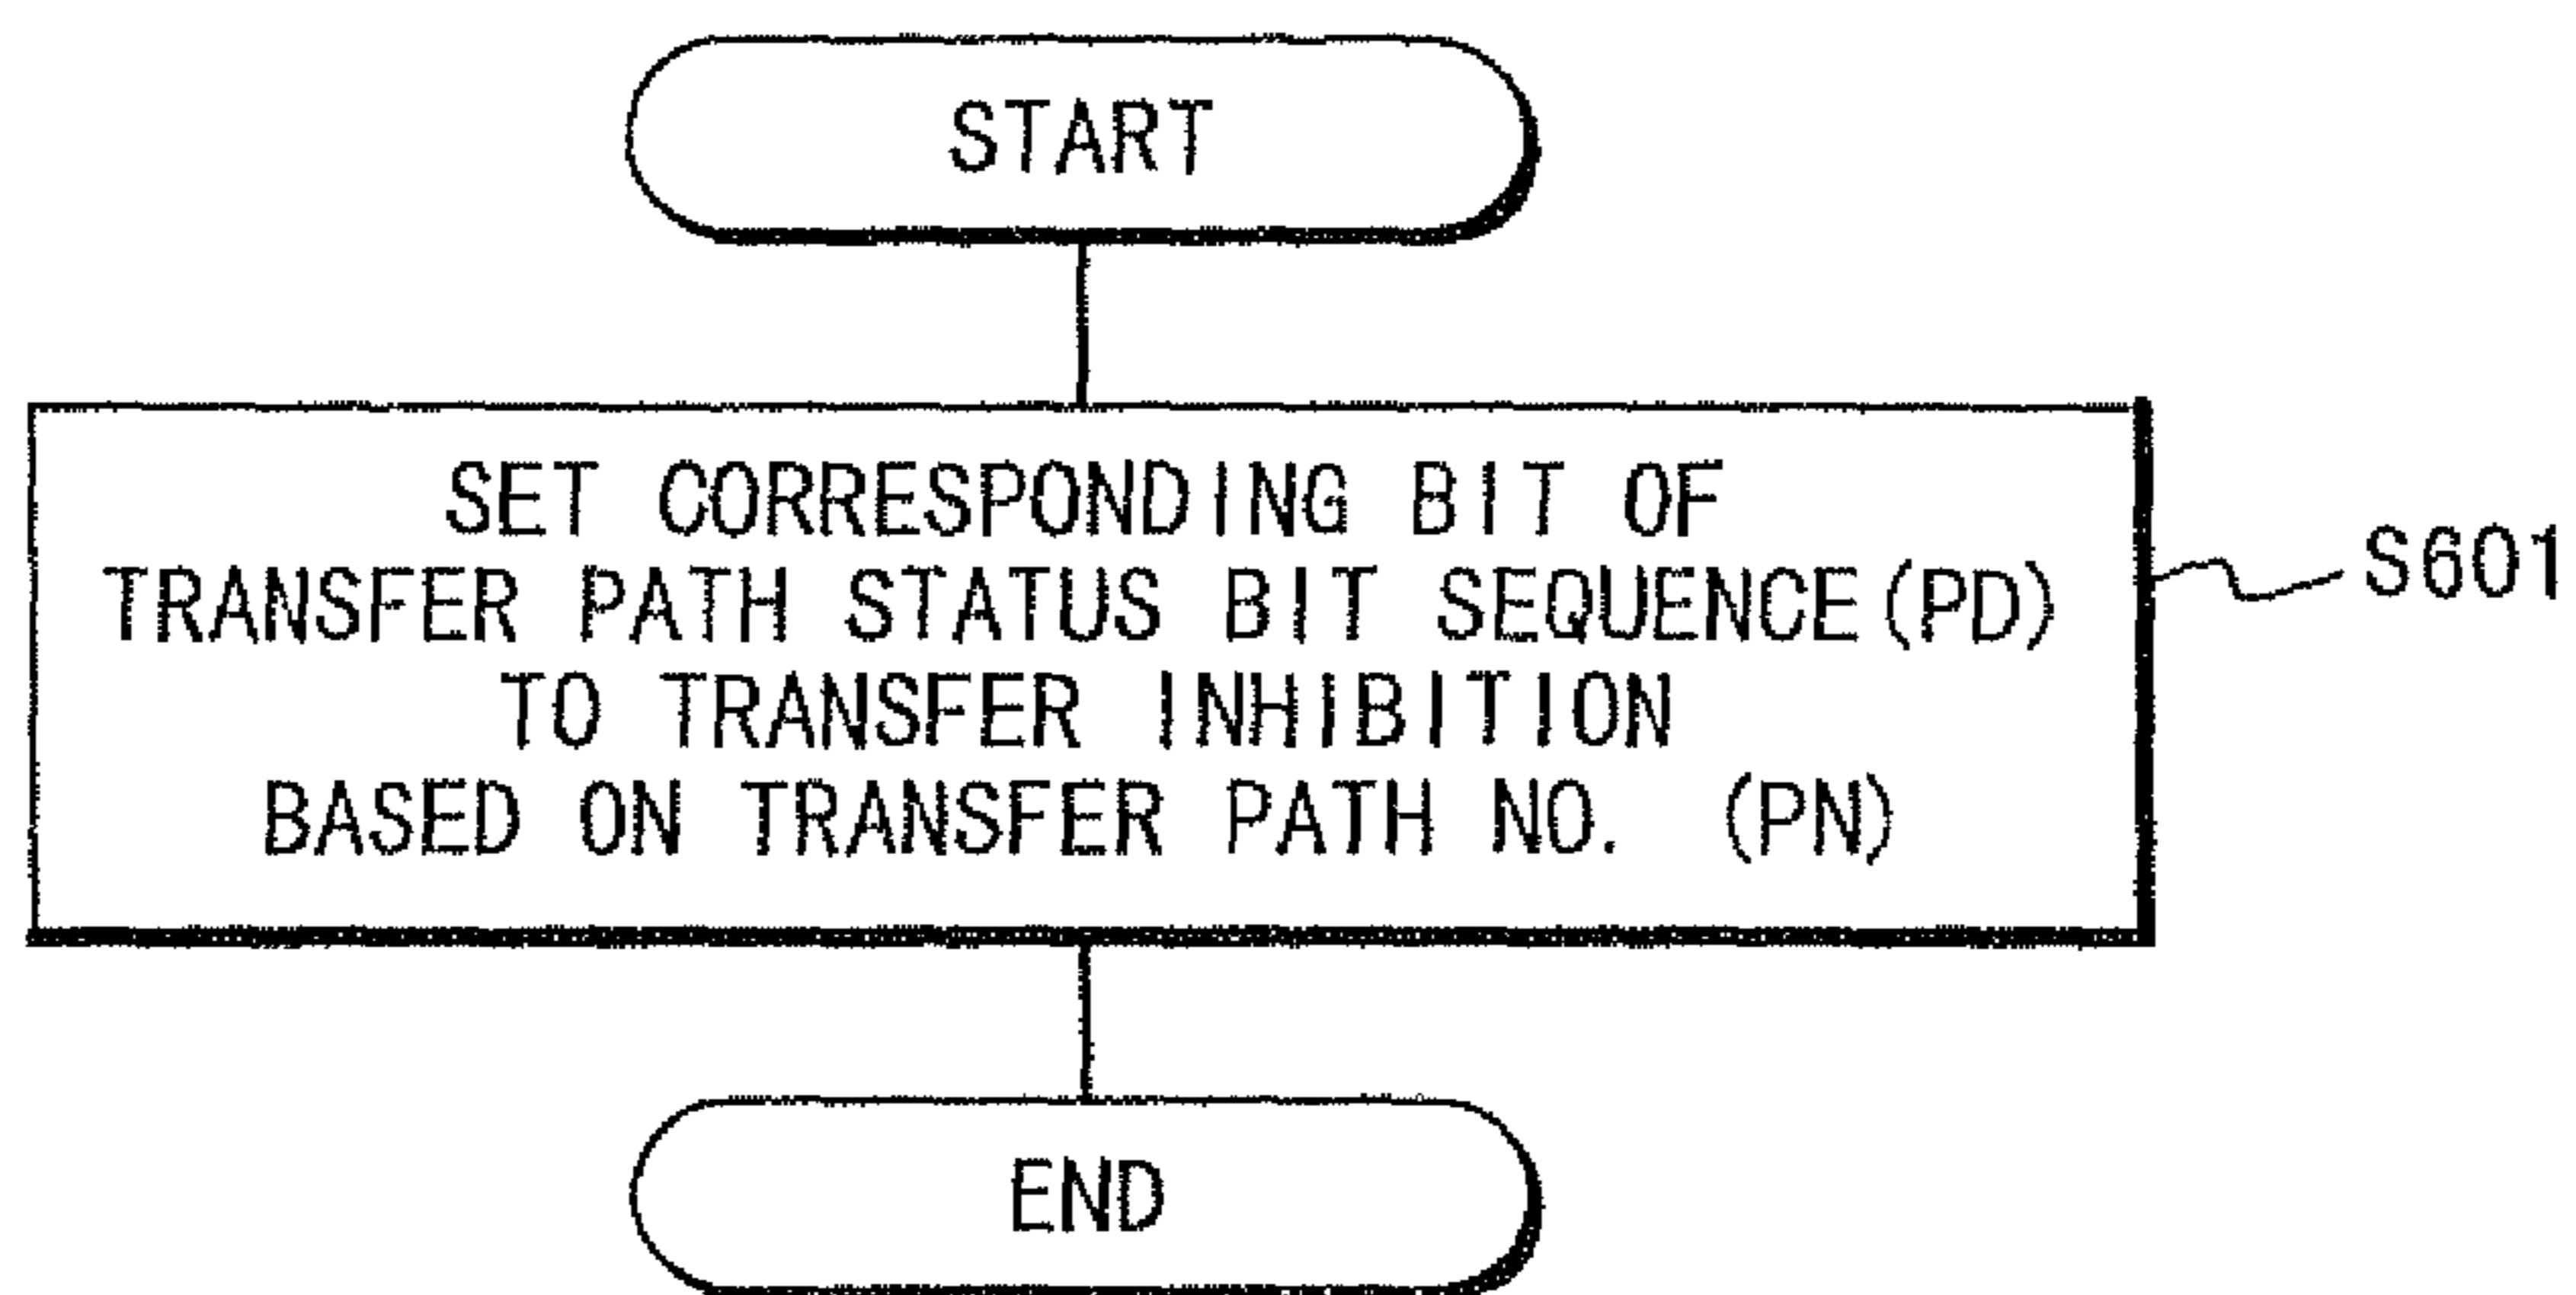 START
SET CORRESPONDING BIT OF
TRANSFER PATH STATUS BIT SEQUENCE(PD)
TO TRANSFER INHIBITION
BASED ON TRANSFER PATH NO. (PN)
S601
END